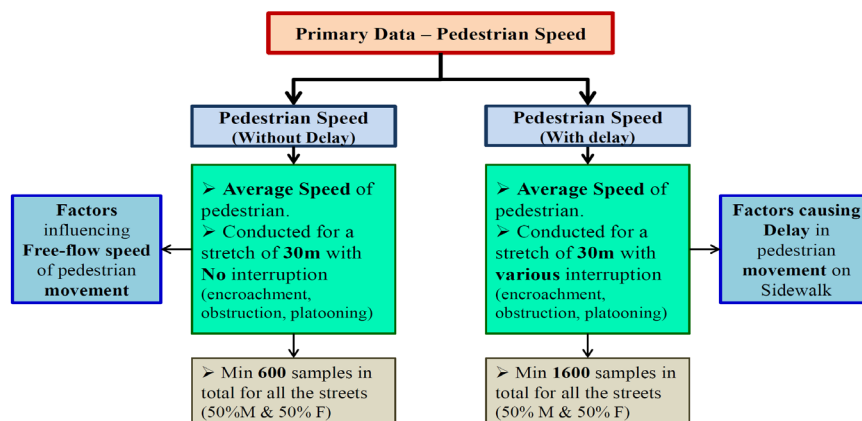 Primary Data – Pedestrian Speed
Pedestrian Speed
(Without Delay)
Pedestrian Speed
(With delay)
Factors
influencing
Free-flow speed
of pedestrian
movement
➢ Average Speed of
pedestrian.
➢ Conducted for a
stretch of 30m with
No interruption
(encroachment,
obstruction, platooning)
➢ Average Speed of
pedestrian.
➢ Conducted for a
stretch of 30m with
various interruption
(encroachment,
obstruction, platooning)
Factors causing
Delay in
pedestrian
movement on
Sidewalk
➢ Min 600 samples in
total for all the streets
(50%M & 50% F)
➢ Min 1600 samples in
total for all the streets
(50% M & 50% F)